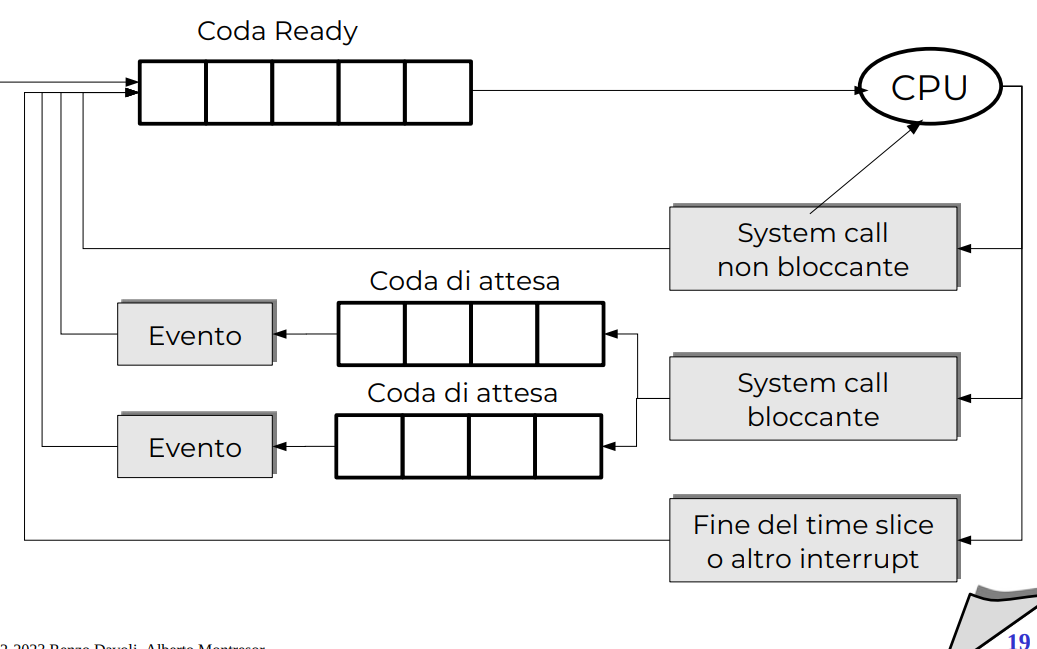 Coda Ready
CPU
System call
non bloccante
Coda di attesa
Evento
System call
bloccante
Coda di attesa
Evento
Fine del time slice
o altro interrupt
2-2023 Renzo Davoli, Alberto Montresor
19